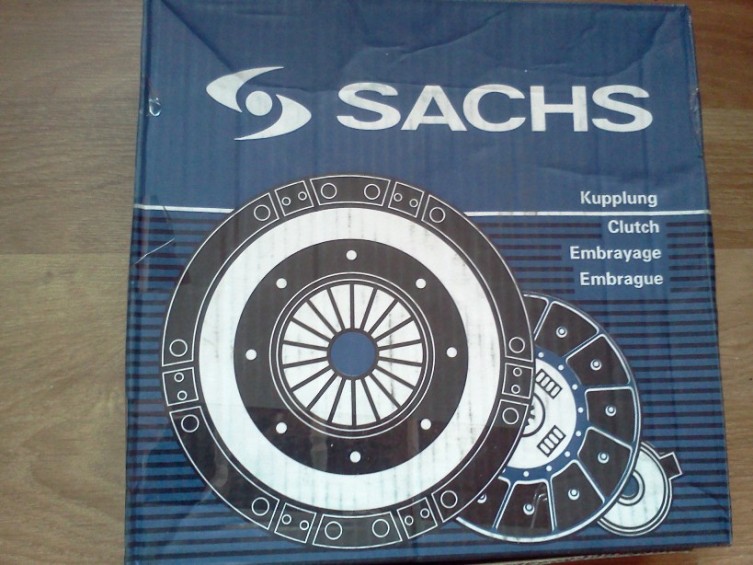 SACHS
Kupplung
Clutch
Embrayage
Embrague